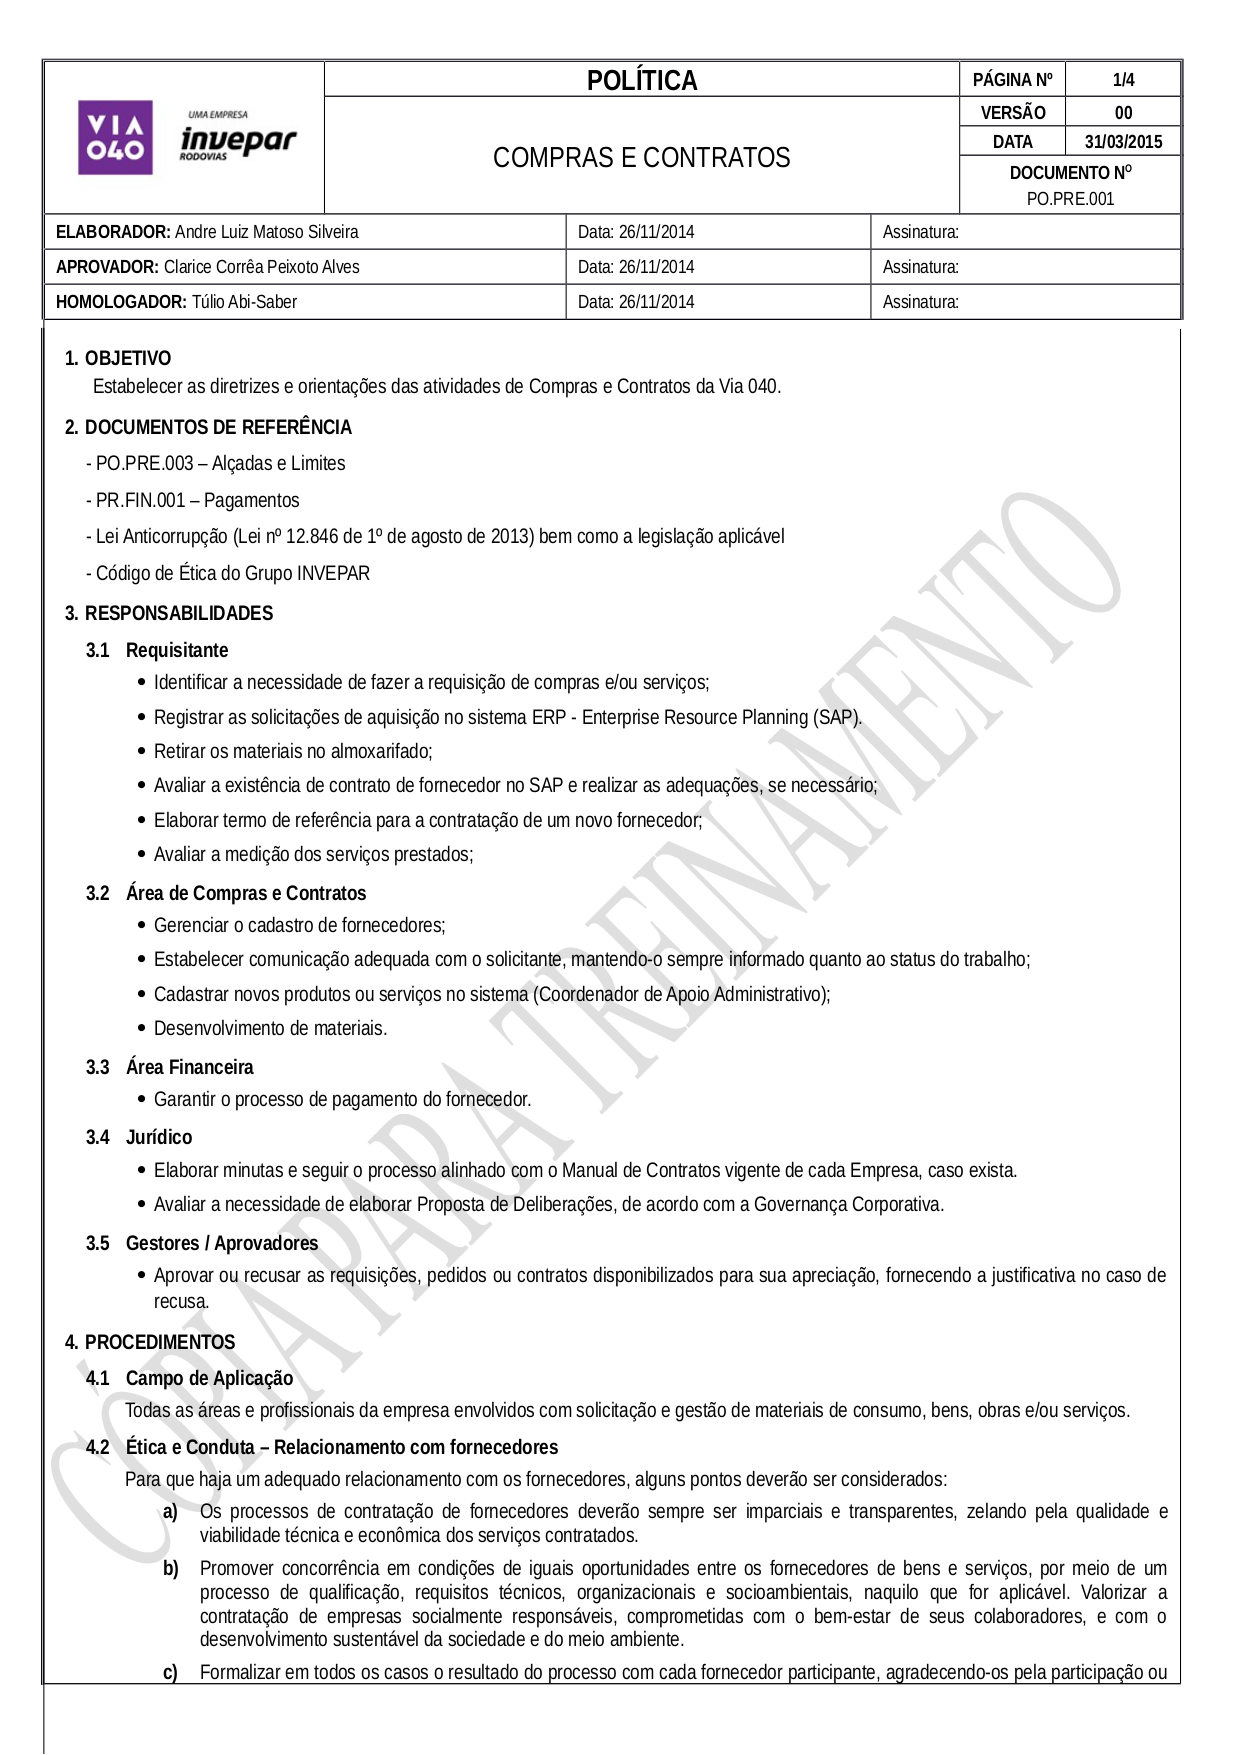 POLÍTICA
PÁGINA Nº 1/4
VIA 040
UMA EMPRESA
invepar
RODOVIAS
COMPRAS E CONTRATOS
VERSÃO 00
DATA 31/03/2015
DOCUMENTO Nº
PO.PRE.001
ELABORADOR: Andre Luiz Matoso Silveira Data: 26/11/2014 Assinatura:
APROVADOR: Clarice Corrêa Peixoto Alves Data: 26/11/2014 Assinatura:
HOMOLOGADOR: Túlio Abi-Saber Data: 26/11/2014 Assinatura:
1. OBJETIVO
Estabelecer as diretrizes e orientações das atividades de Compras e Contratos da Via 040.
2. DOCUMENTOS DE REFERÊNCIA
- PO.PRE.003 – Alçadas e Limites
- PR.FIN.001 – Pagamentos
- Lei Anticorrupção (Lei nº 12.846 de 1º de agosto de 2013) bem como a legislação aplicável
- Código de Ética do Grupo INVEPAR
3. RESPONSABILIDADES
3.1 Requisitante
• Identificar a necessidade de fazer a requisição de compras e/ou serviços;
• Registrar as solicitações de aquisição no sistema ERP - Enterprise Resource Planning (SAP).
• Retirar os materiais no almoxarifado;
• Avaliar a existência de contrato de fornecedor no SAP e realizar as adequações, se necessário;
• Elaborar termo de referência para a contratação de um novo fornecedor;
• Avaliar a medição dos serviços prestados;
3.2 Área de Compras e Contratos
• Gerenciar o cadastro de fornecedores;
• Estabelecer comunicação adequada com o solicitante, mantendo-o sempre informado quanto ao status do trabalho;
• Cadastrar novos produtos ou serviços no sistema (Coordenador de Apoio Administrativo);
• Desenvolvimento de materiais.
3.3 Área Financeira
• Garantir o processo de pagamento do fornecedor.
3.4 Jurídico
• Elaborar minutas e seguir o processo alinhado com o Manual de Contratos vigente de cada Empresa, caso exista.
• Avaliar a necessidade de elaborar Proposta de Deliberações, de acordo com a Governança Corporativa.
3.5 Gestores / Aprovadores
• Aprovar ou recusar as requisições, pedidos ou contratos disponibilizados para sua apreciação, fornecendo a justificativa no caso de
recusa.
4. PROCEDIMENTOS
4.1 Campo de Aplicação
Todas as áreas e profissionais da empresa envolvidos com solicitação e gestão de materiais de consumo, bens, obras e/ou serviços.
4.2 Ética e Conduta – Relacionamento com fornecedores
Para que haja um adequado relacionamento com os fornecedores, alguns pontos deverão ser considerados:
a) Os processos de contratação de fornecedores deverão sempre ser imparciais e transparentes, zelando pela qualidade e
viabilidade técnica e econômica dos serviços contratados.
b) Promover concorrência em condições de iguais oportunidades entre os fornecedores de bens e serviços, por meio de um
processo de qualificação, requisitos técnicos, organizacionais e socioambientais, naquilo que for aplicável. Valorizar a
contratação de empresas socialmente responsáveis, comprometidas com o bem-estar de seus colaboradores, e com o
desenvolvimento sustentável da sociedade e do meio ambiente.
c) Formalizar em todos os casos o resultado do processo com cada fornecedor participante, agradecendo-os pela participação ou
CÓPIA PARA TREINAMENTO